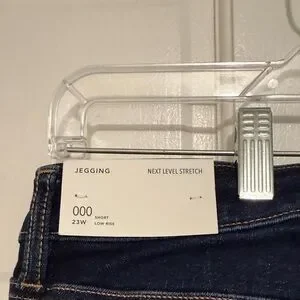 JEGGING NEXT LEVEL STRETCH
000 SHORT
23W LOW RISE